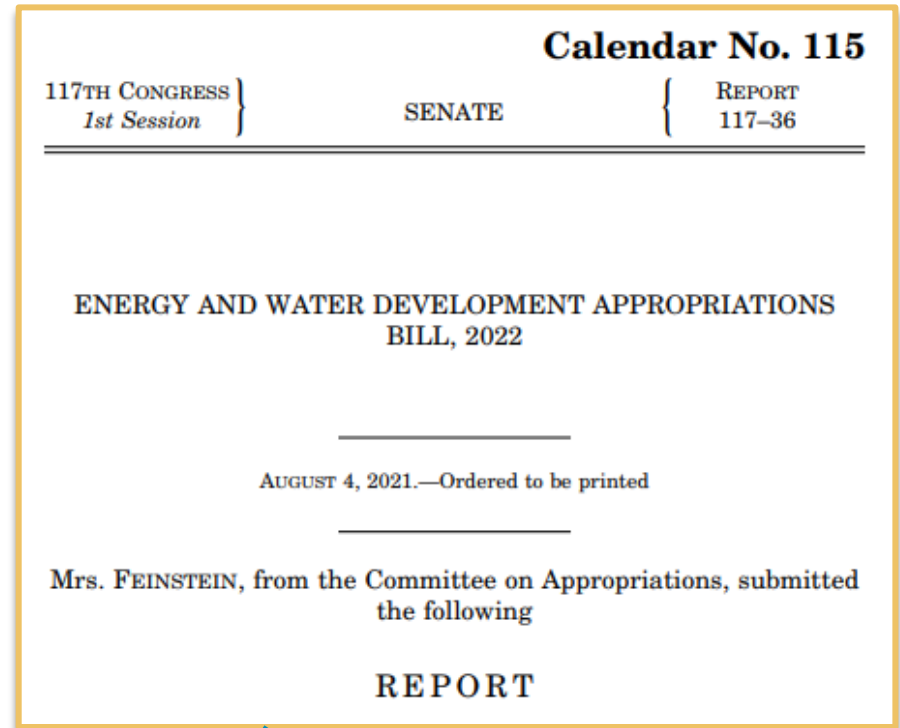 Calendar No. 115
117TH CONGRESS
1st Session
SENATE
REPORT
117–36
ENERGY AND WATER DEVELOPMENT APPROPRIATIONS
BILL, 2022
AUGUST 4, 2021.—Ordered to be printed
Mrs. FEINSTEIN, from the Committee on Appropriations, submitted
the following
REPORT